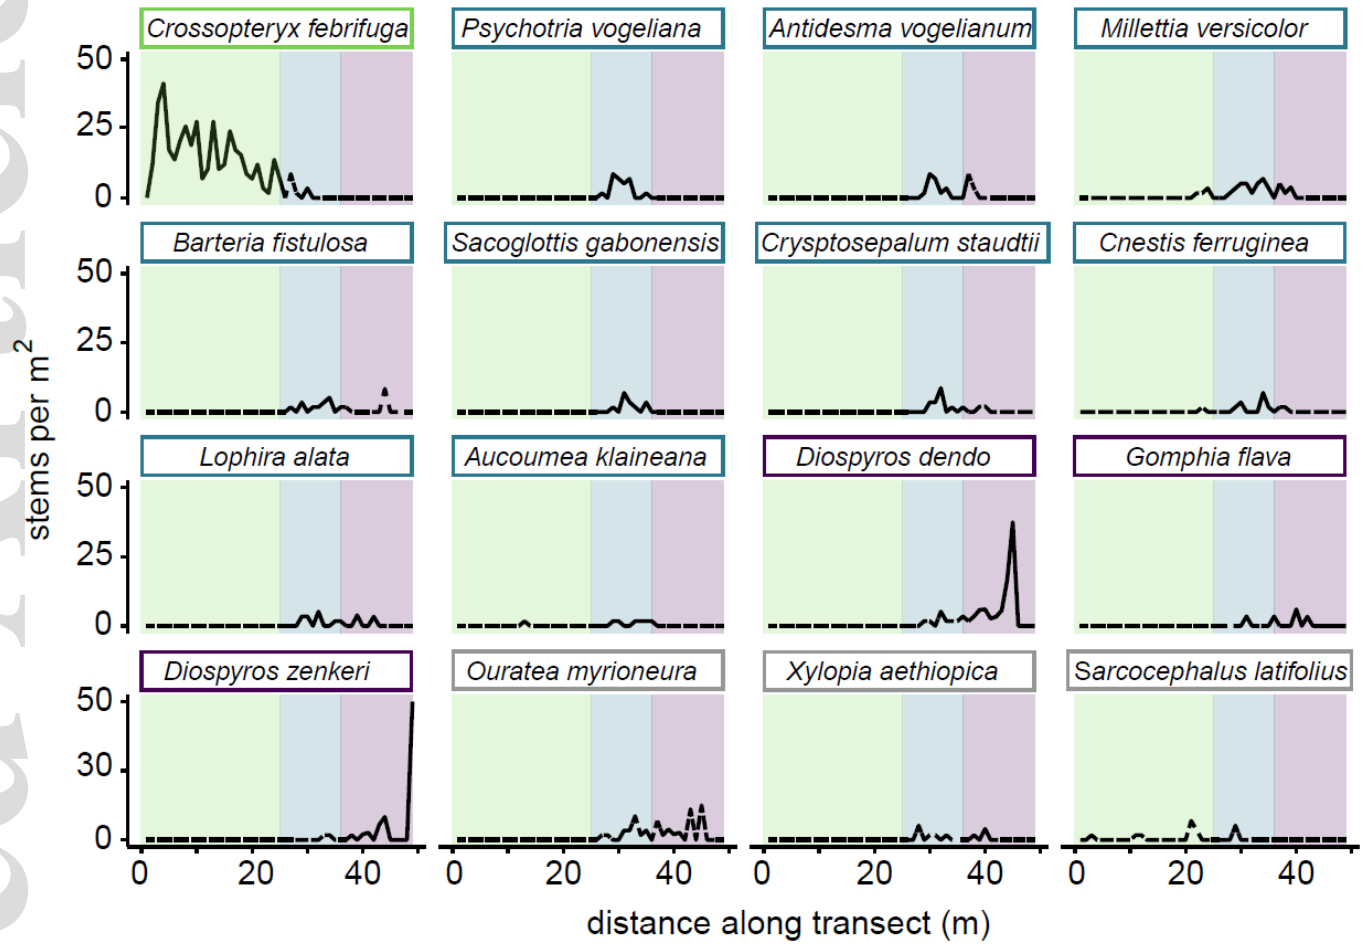 Crossopteryx febrifuga Psychotria vogeliana Antidesma vogelianum Millettia versicolor
50
25
0
Barteria fistulosa Sacoglottis gabonensis Crysptosepalum staudtii Cnestis ferruginea
50
25
0
stems per m²
Lophira alata Aucoumea klaineana Diospyros dendo Gomphia flava
50
25
0
Diospyros zenkeri Ouratea myrioneura Xylopia aethiopica Sarcocephalus latifolius
50
30
0
0 20 40 0 20 40 0 20 40 0 20 40
distance along transect (m)